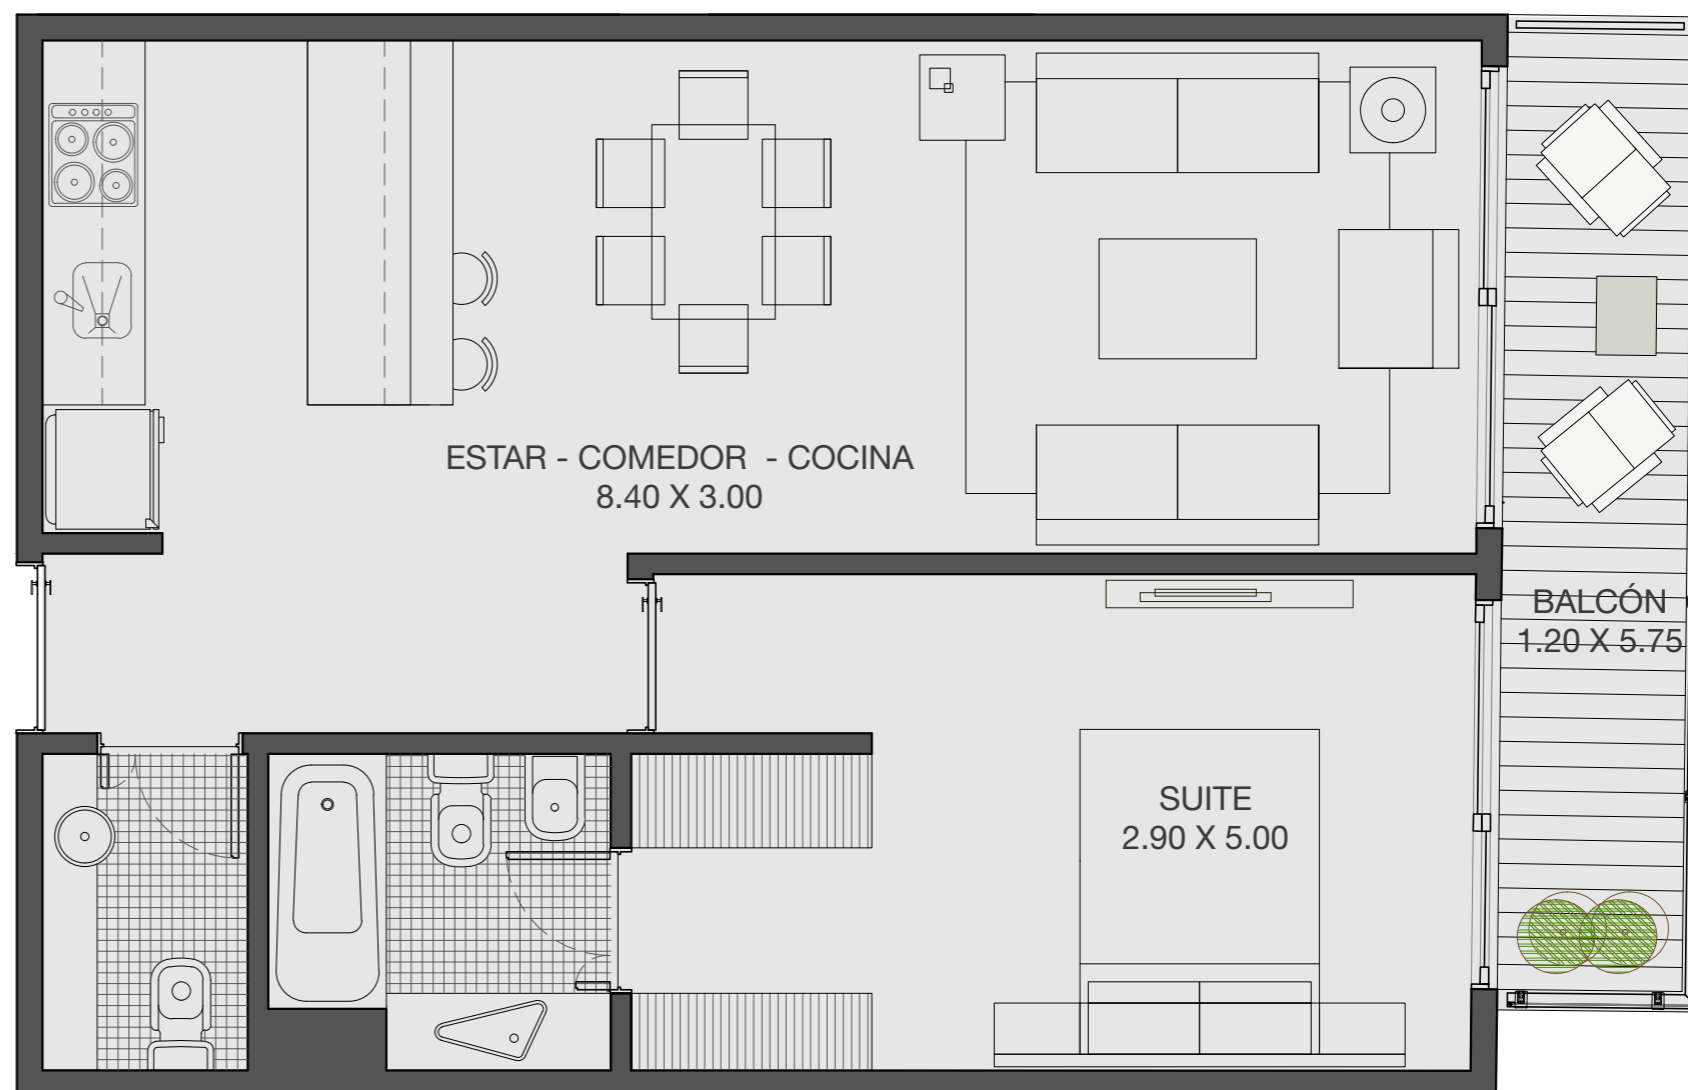 ESTAR - COMEDOR - COCINA
8.40 X 3.00
BALCÓN
1.20 X 5.75
SUITE
2.90 X 5.00